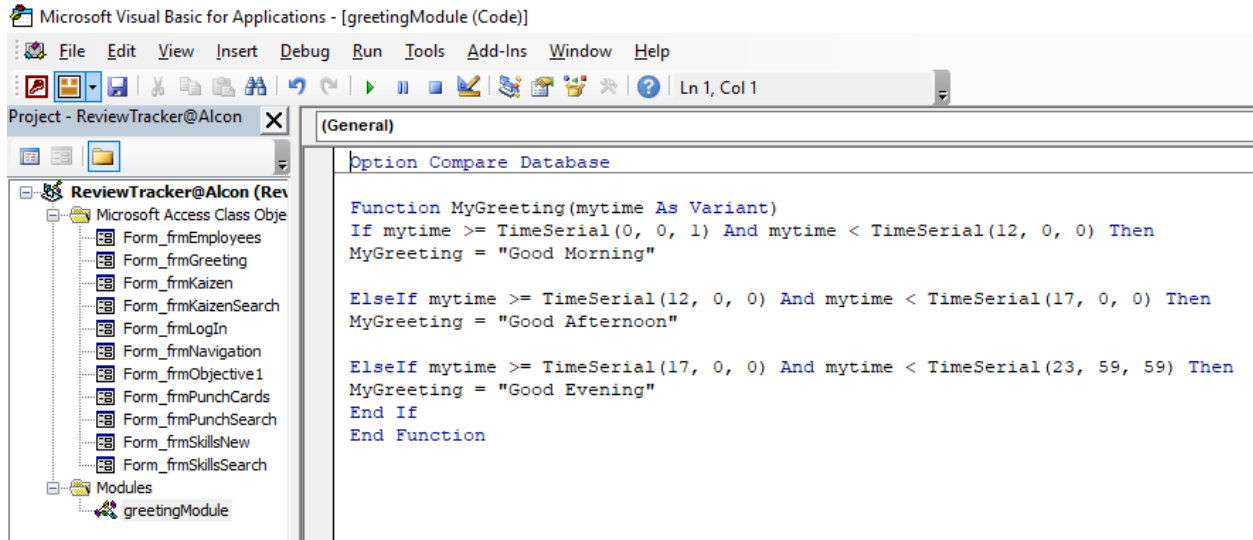 Microsoft Visual Basic for Applications - [greetingModule (Code)]
File Edit View Insert Debug Run Tools Add-Ins Window Help
Ln 1, Col 1
Project - ReviewTracker@Alcon
(General)
ReviewTracker@Alcon (Rev
Microsoft Access Class Obje
Form_frmEmployees
Form_frmGreeting
Form_frmKaizen
Form_frmKaizenSearch
Form_frmLogIn
Form_frmNavigation
Form_frmObjective1
Form_frmPunchCards
Form_frmPunchSearch
Form_frmSkillsNew
Form_frmSkillsSearch
Modules
greetingModule
Option Compare Database
Function MyGreeting(mytime As Variant)
If mytime >= TimeSerial(0, 0, 1) And mytime < TimeSerial(12, 0, 0) Then
MyGreeting = "Good Morning"
ElseIf mytime >= TimeSerial(12, 0, 0) And mytime < TimeSerial(17, 0, 0) Then
MyGreeting = "Good Afternoon"
ElseIf mytime >= TimeSerial(17, 0, 0) And mytime < TimeSerial(23, 59, 59) Then
MyGreeting = "Good Evening"
End If
End Function